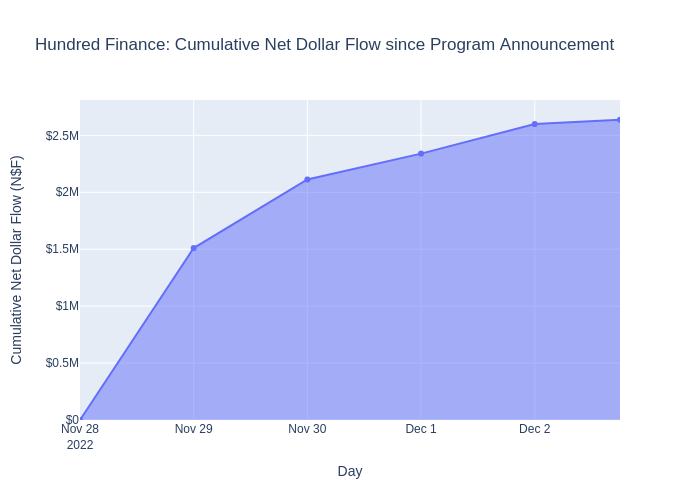 Hundred Finance: Cumulative Net Dollar Flow since Program Announcement
Cumulative Net Dollar Flow (N$F)
$2.5M
$2M
$1.5M
$1M
$0.5M
$0
Nov 28
2022
Nov 29
Nov 30
Dec 1
Dec 2
Day